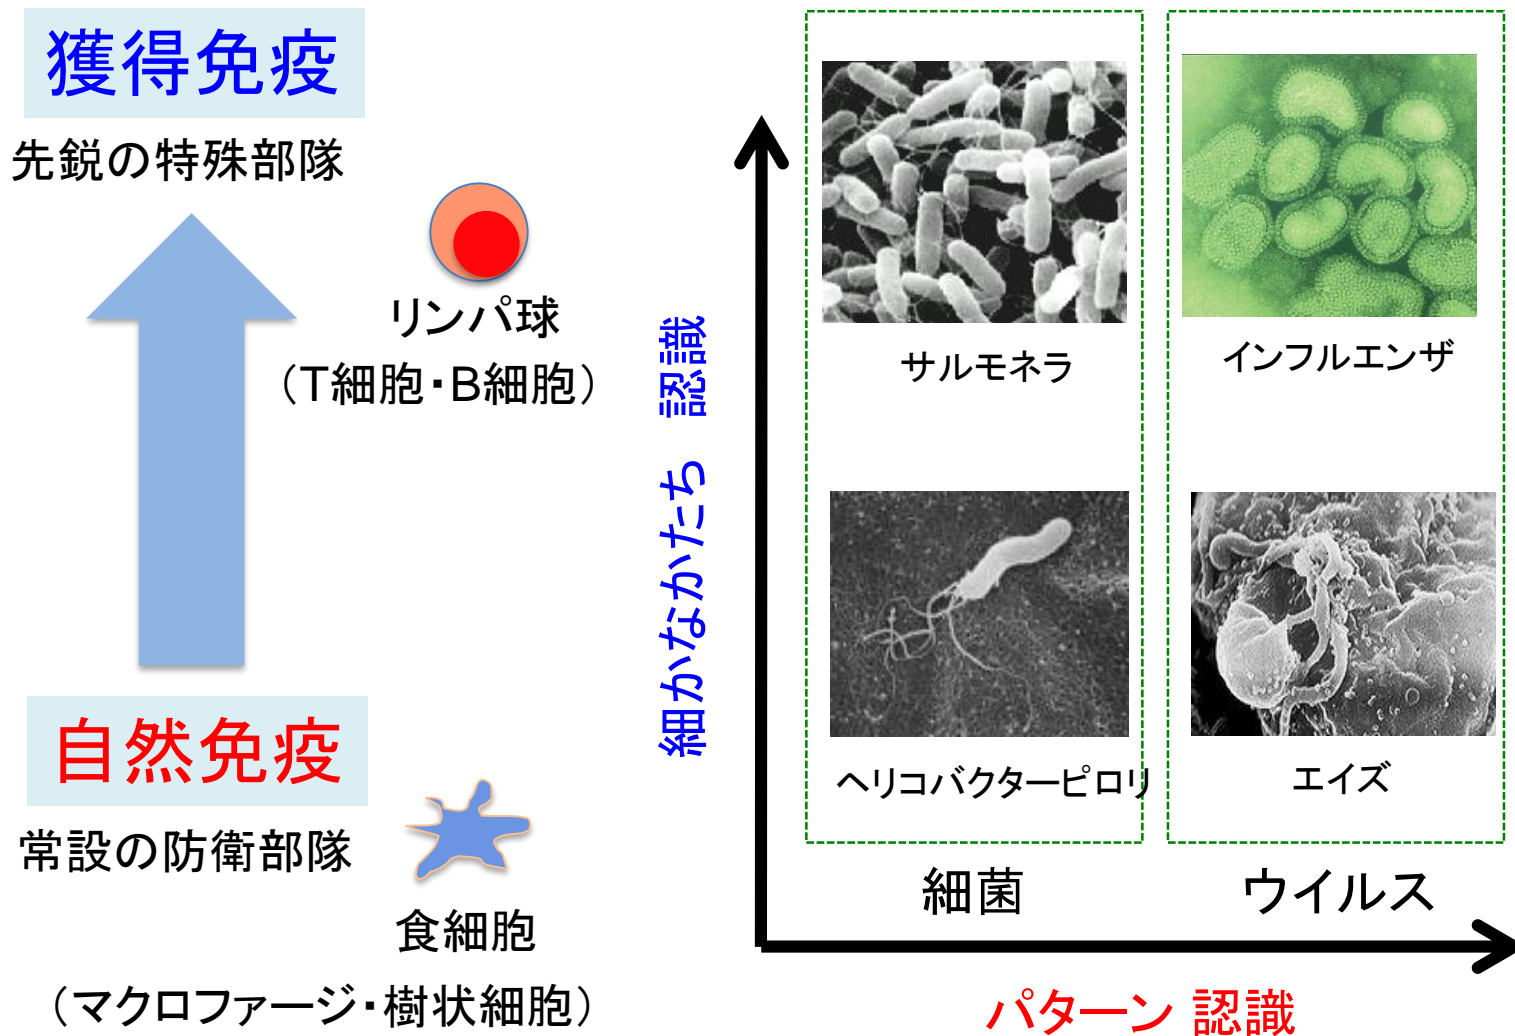 獲得免疫
先鋭の特殊部隊
リンパ球
（T細胞・B細胞）
自然免疫
常設の防衛部隊
食細胞
（マクロファージ・樹状細胞）
細かなかたち 認識
サルモネラ
インフルエンザ
ヘリコバクターピロリ
エイズ
細菌
ウイルス
パターン 認識